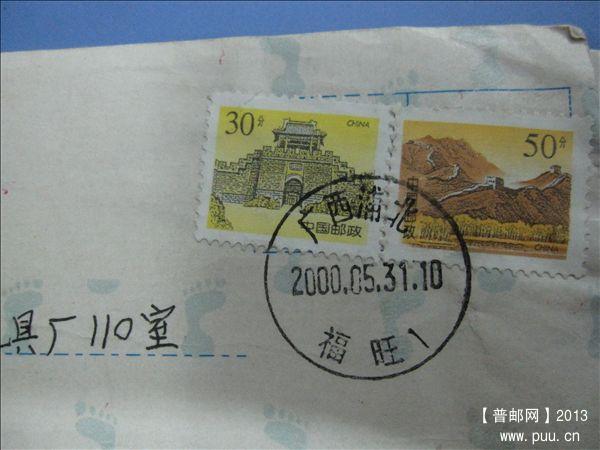 30分 CHINA
中国邮政
50分
中国邮政
CHINA
广西浦北
2000.05.31.10
福旺1
具厂110室
【普邮网】2013
www.puu.cn